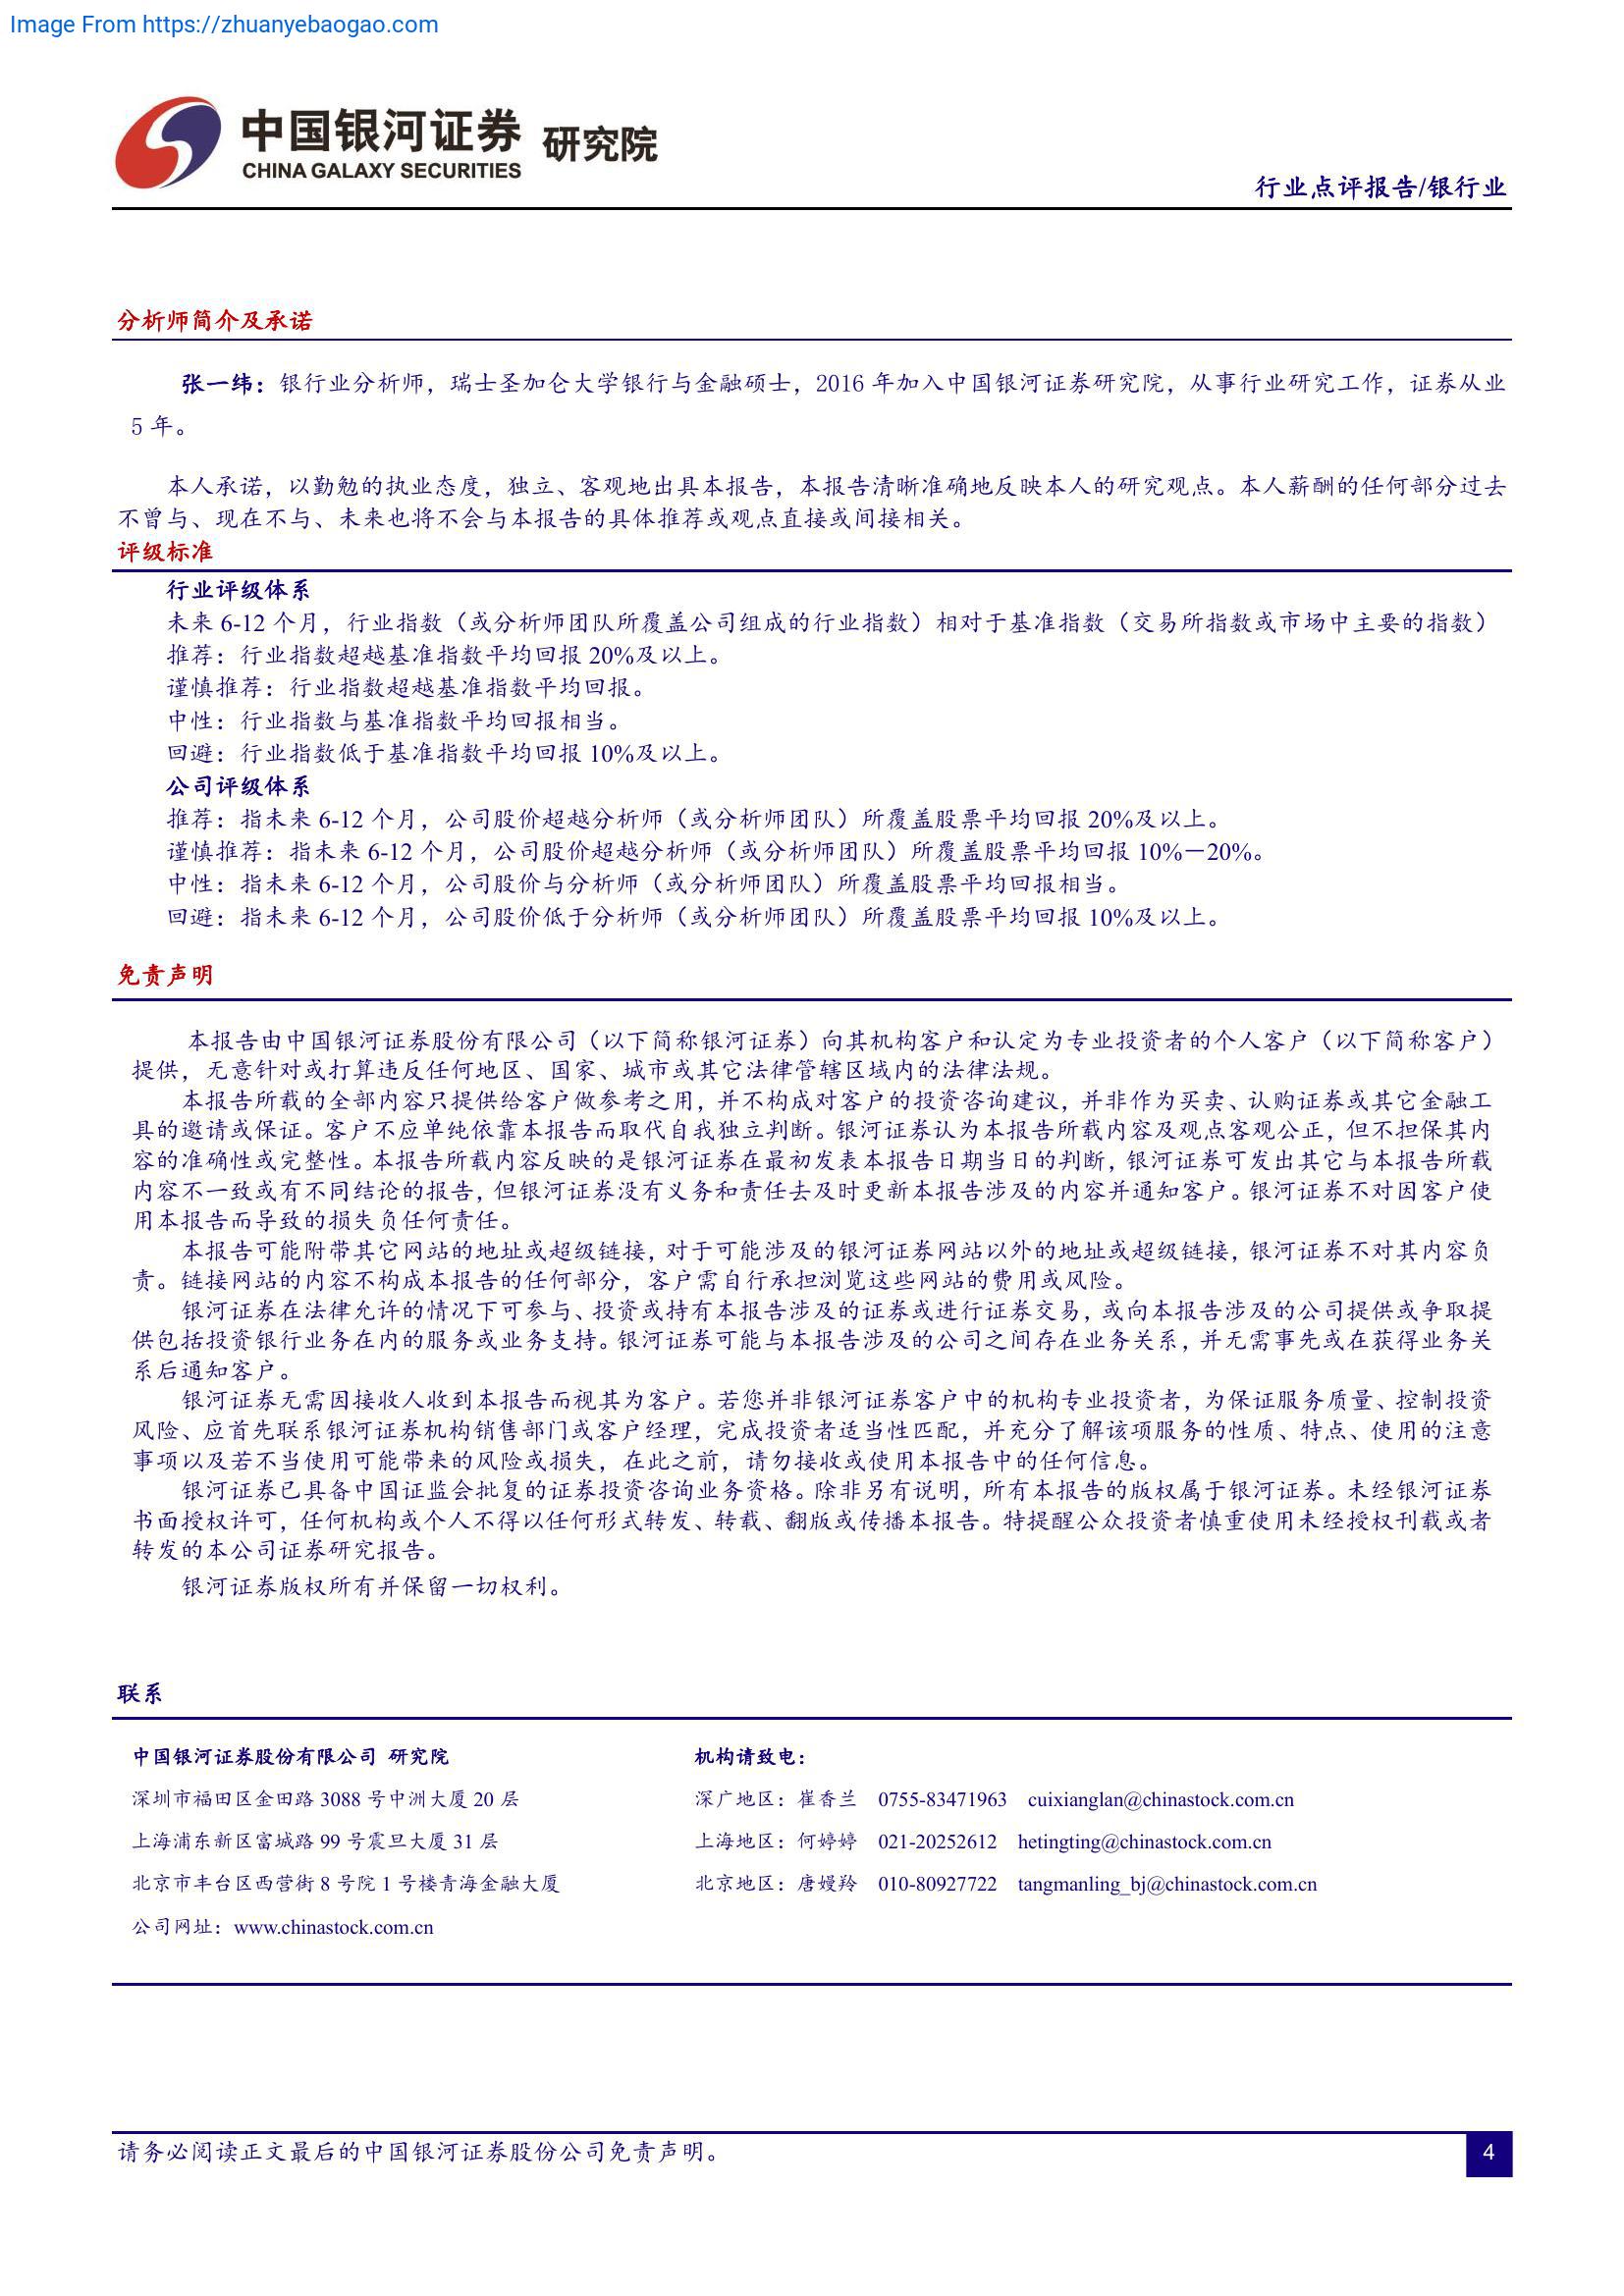 Image From https://zhuanyebaogao.com
中国银河证券 研究院
CHINA GALAXY SECURITIES
行业点评报告/银行业
分析师简介及承诺
张一纬：银行业分析师，瑞士圣加仑大学银行与金融硕士，2016 年加入中国银河证券研究院，从事行业研究工作，证券从业
5 年。
本人承诺，以勤勉的执业态度，独立、客观地出具本报告，本报告清晰准确地反映本人的研究观点。本人薪酬的任何部分过去
不曾与、现在不与、未来也将不会与本报告的具体推荐或观点直接或间接相关。
评级标准
行业评级体系
未来 6-12 个月，行业指数（或分析师团队所覆盖公司组成的行业指数）相对于基准指数（交易所指数或市场中主要的指数）
推荐：行业指数超越基准指数平均回报 20%及以上。
谨慎推荐：行业指数超越基准指数平均回报。
中性：行业指数与基准指数平均回报相当。
回避：行业指数低于基准指数平均回报 10%及以上。
公司评级体系
推荐：指未来 6-12 个月，公司股价超越分析师（或分析师团队）所覆盖股票平均回报 20%及以上。
谨慎推荐：指未来 6-12 个月，公司股价超越分析师（或分析师团队）所覆盖股票平均回报 10%－20%。
中性：指未来 6-12 个月，公司股价与分析师（或分析师团队）所覆盖股票平均回报相当。
回避：指未来 6-12 个月，公司股价低于分析师（或分析师团队）所覆盖股票平均回报 10%及以上。
免责声明
本报告由中国银河证券股份有限公司（以下简称银河证券）向其机构客户和认定为专业投资者的个人客户（以下简称客户）
提供，无意针对或打算违反任何地区、国家、城市或其它法律管辖区域内的法律法规。
本报告所载的全部内容只提供给客户做参考之用，并不构成对客户的投资咨询建议，并非作为买卖、认购证券或其它金融工
具的邀请或保证。客户不应单纯依靠本报告而取代自我独立判断。银河证券认为本报告所载内容及观点客观公正，但不担保其内
容的准确性或完整性。本报告所载内容反映的是银河证券在最初发表本报告日期当日的判断，银河证券可发出其它与本报告所载
内容不一致或有不同结论的报告，但银河证券没有义务和责任去及时更新本报告涉及的内容并通知客户。银河证券不对因客户使
用本报告而导致的损失负任何责任。
本报告可能附带其它网站的地址或超级链接，对于可能涉及的银河证券网站以外的地址或超级链接，银河证券不对其内容负
责。链接网站的内容不构成本报告的任何部分，客户需自行承担浏览这些网站的费用或风险。
银河证券在法律允许的情况下可参与、投资或持有本报告涉及的证券或进行证券交易，或向本报告涉及的公司提供或争取提
供包括投资银行业务在内的服务或业务支持。银河证券可能与本报告涉及的公司之间存在业务关系，并无需事先或在获得业务关
系后通知客户。
银河证券无需因接收人收到本报告而视其为客户。若您并非银河证券客户中的机构专业投资者，为保证服务质量、控制投资
风险、应首先联系银河证券机构销售部门或客户经理，完成投资者适当性匹配，并充分了解该项服务的性质、特点、使用的注意
事项以及若不当使用可能带来的风险或损失，在此之前，请勿接收或使用本报告中的任何信息。
银河证券已具备中国证监会批复的证券投资咨询业务资格。除非另有说明，所有本报告的版权属于银河证券。未经银河证券
书面授权许可，任何机构或个人不得以任何形式转发、转载、翻版或传播本报告。特提醒公众投资者慎重使用未经授权刊载或者
转发的本公司证券研究报告。
银河证券版权所有并保留一切权利。
联系
中国银河证券股份有限公司 研究院
机构请致电：
深圳市福田区金田路 3088 号中洲大厦 20 层
深广地区：崔香兰 0755-83471963 cuixianglan@chinastock.com.cn
上海浦东新区富城路 99 号震旦大厦 31 层
上海地区：何婷婷 021-20252612 hetingting@chinastock.com.cn
北京市丰台区西营街 8 号院 1 号楼青海金融大厦
北京地区：唐嫚羚 010-80927722 tangmanling_bj@chinastock.com.cn
公司网址：www.chinastock.com.cn
请务必阅读正文最后的中国银河证券股份公司免责声明。
4